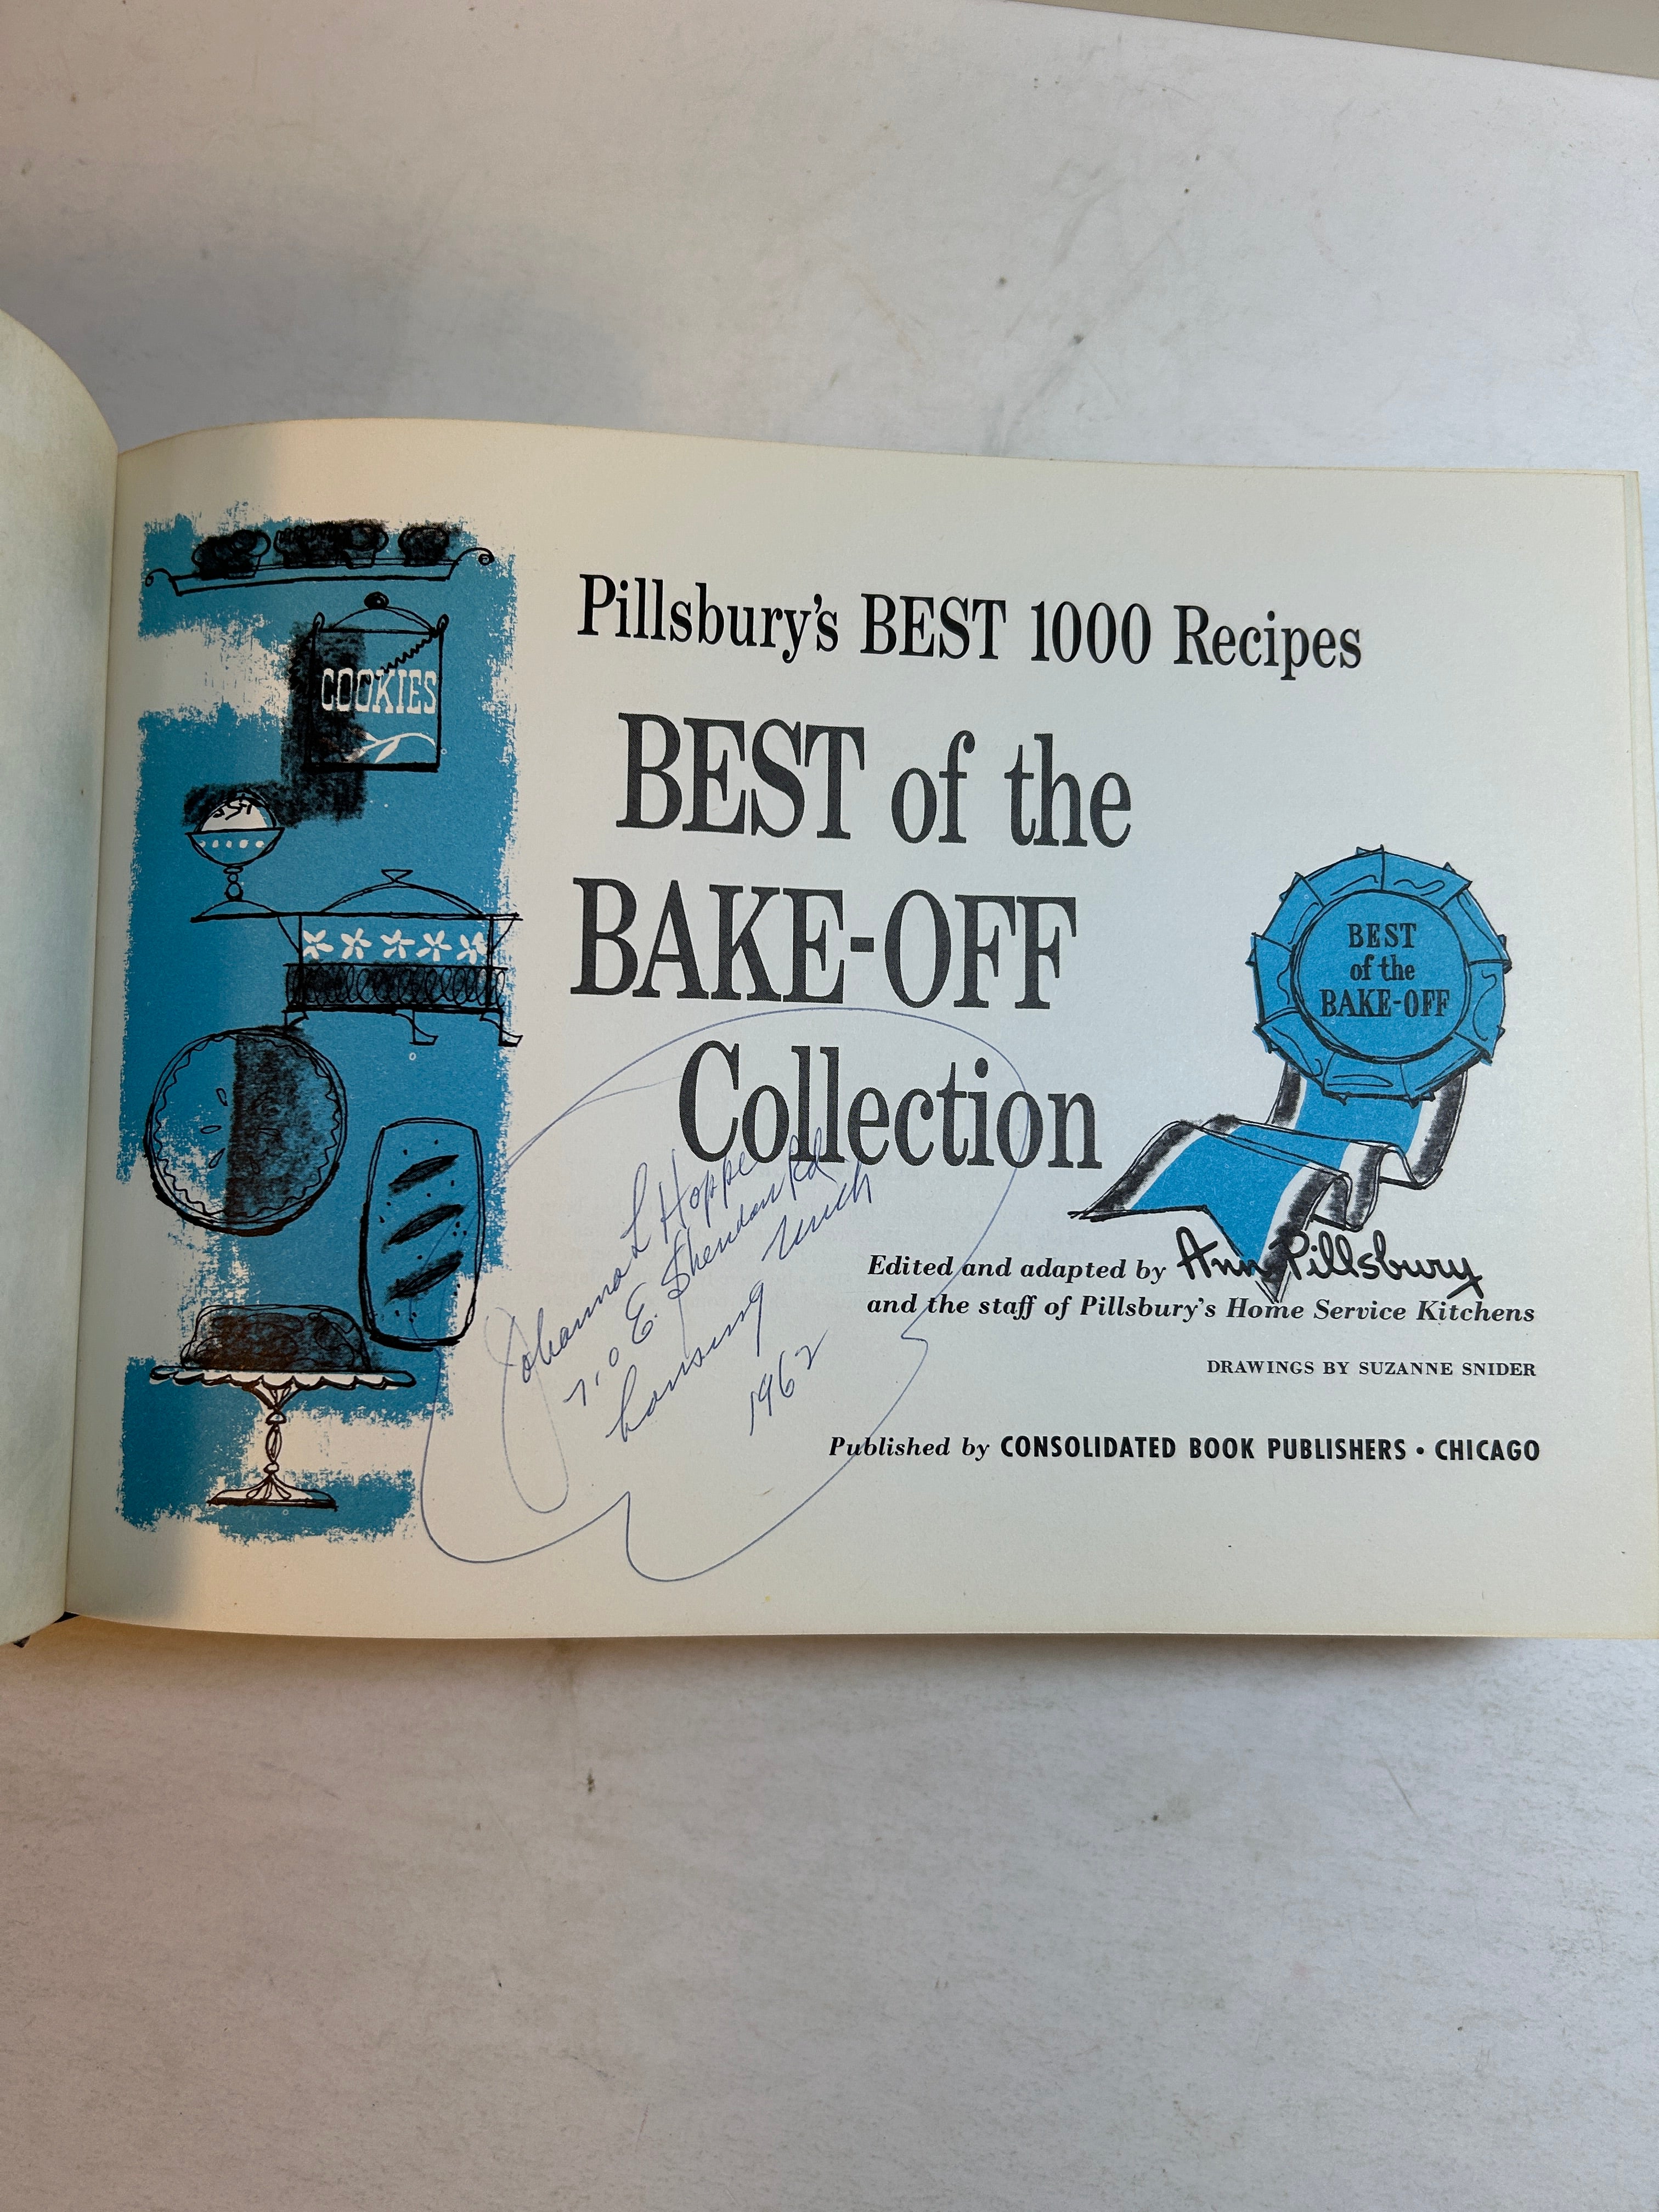 Pillsbury's BEST 1000 Recipes
BEST of the
BAKE-OFF
Collection
COOKIES
BEST
of the
BAKE-OFF
Johanna L Hoppe
E. Sheridan Rd
Lansing Mich
1962
Edited and adapted by Ann Pillsbury
and the staff of Pillsbury's Home Service Kitchens
DRAWINGS BY SUZANNE SNIDER
Published by CONSOLIDATED BOOK PUBLISHERS • CHICAGO